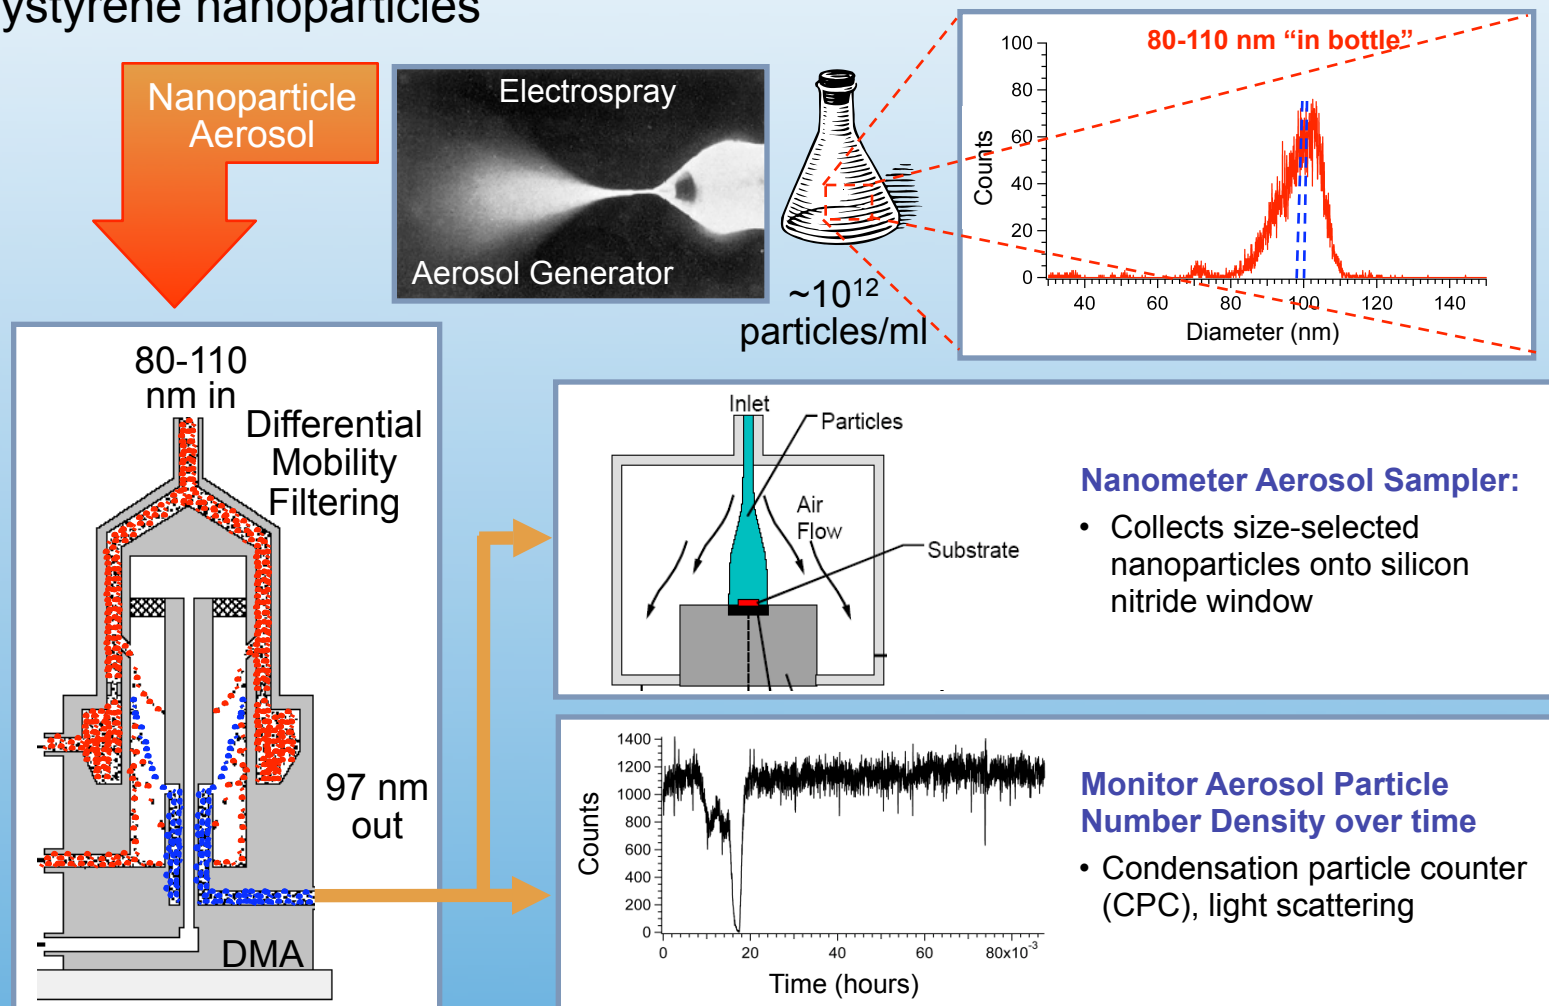 ystyrene nanoparticles
Nanoparticle
Aerosol
Electrospray
Aerosol Generator
~10¹²
particles/ml
80-110 nm “in bottle”
100
80
60
40
20
0
Counts
40 60 80 100 120 140
Diameter (nm)
80-110
nm in
Differential
Mobility
Filtering
97 nm
out
DMA
Inlet
Particles
Air
Flow
Substrate
Nanometer Aerosol Sampler:
• Collects size-selected
nanoparticles onto silicon
nitride window
1400
1200
1000
800
600
400
200
0
Counts
0 20 40 60 80x10⁻³
Time (hours)
Monitor Aerosol Particle
Number Density over time
• Condensation particle counter
(CPC), light scattering